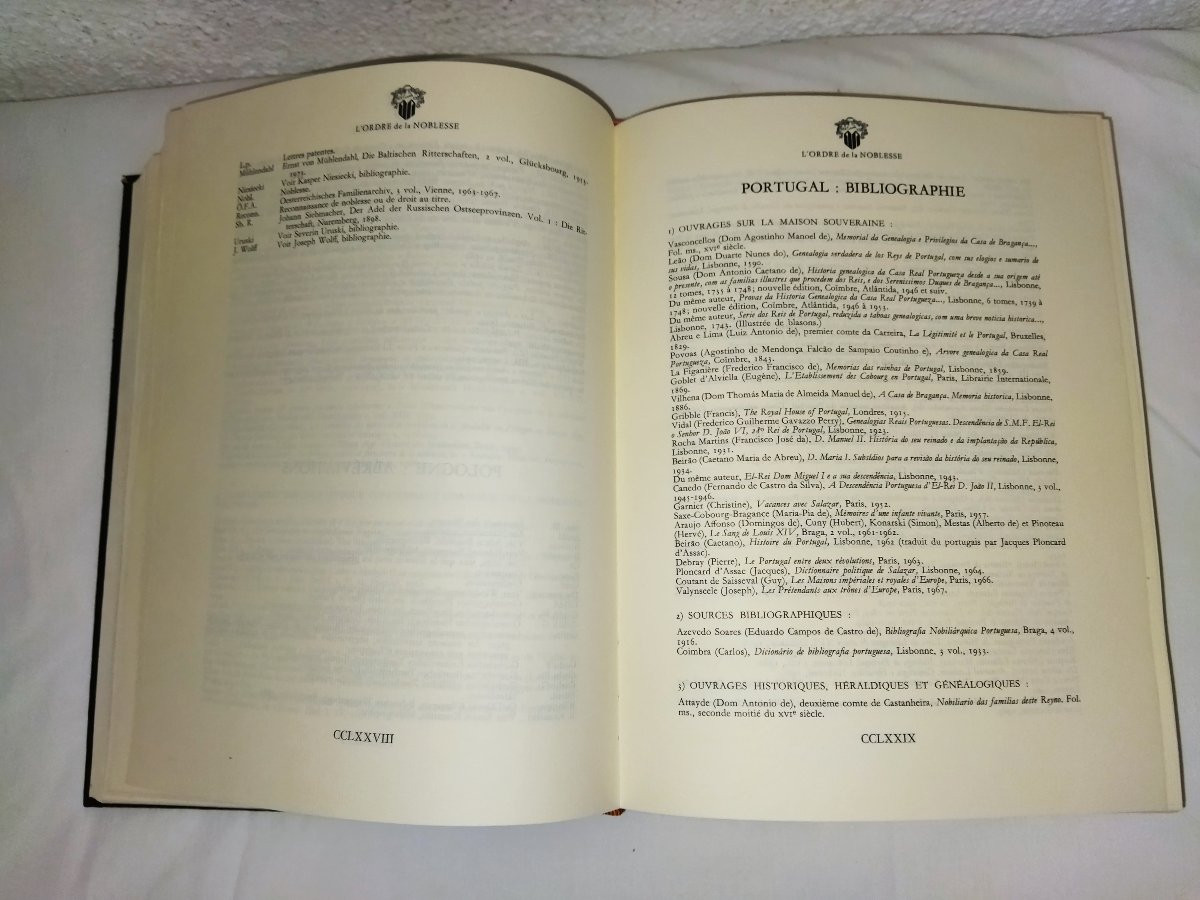 L'ORDRE de la NOBLESSE
L.p. Lettres patentes.
Mühlendahl Ernst von Mühlendahl, Die Baltischen Ritterschaften, 2 vol., Glücksbourg, 1953.
Niesiecki Voir Kasper Niesiecki, bibliographie.
Nobl. Noblesse.
Ö.F.A. Oesterreichisches Familienarchiv, 3 vol., Vienne, 1963-1967.
Reconn. Reconnaissance de noblesse ou de droit au titre.
Sb. R. Johann Siebmacher, Der Adel der Russischen Ostseeprovinzen. Vol. 1 : Die Rit-
terschaft, Nuremberg, 1898.
Uruski Voir Severin Uruski, bibliographie.
J. Wolff Voir Joseph Wolff, bibliographie.
CCLXXVIII
L'ORDRE de la NOBLESSE
PORTUGAL : BIBLIOGRAPHIE
1) OUVRAGES SUR LA MAISON SOUVERAINE :
Vasconcellos (Dom Agostinho Manoel de), Memorial da Genealogia e Privilegios da Casa de Bragança...,
Fol. ms., XVIe siècle.
Leão (Dom Duarte Nunes do), Genealogia verdadera de los Reys de Portugal, con sus elogios e sumario de
sus vidas, Lisbonne, 1590.
Sousa (Dom Antonio Caetano de), Historia genealogica da Casa Real Portugueza desde a sua origem até
o presente, com as familias illustres que procedem dos Reis, e dos Serenissimos Duques de Bragança..., Lisbonne,
12 tomes, 1735 à 1748; nouvelle édition, Coïmbre, Atlântida, 1946 et suiv.
Du même auteur, Provas da Historia Genealogica da Casa Real Portugueza..., Lisbonne, 6 tomes, 1739 à
1748; nouvelle édition, Coïmbre, Atlântida, 1946 à 1953.
Du même auteur, Serie dos Reis de Portugal, reduzida a taboas genealogicas, com uma breve noticia historica...,
Lisbonne, 1743. (Illustrée de blasons.)
Abreu e Lima (Luiz Antonio de), premier comte da Carreira, La Légitimité et le Portugal, Bruxelles,
1829.
Povoas (Agostinho de Mendonça Falcão de Sampaio Coutinho e), Arvore genealogica da Casa Real
Portugueza, Coïmbre, 1843.
La Figanière (Frederico Francisco de), Memorias das rainhas de Portugal, Lisbonne, 1859.
Goblet d'Alviella (Eugène), L'Etablissement des Cobourg en Portugal, Paris, Librairie Internationale,
1869.
Vilhena (Dom Thomás Maria de Almeida Manuel de), A Casa de Bragança. Memoria historica, Lisbonne,
1886.
Gribble (Francis), The Royal House of Portugal, Londres, 1915.
Vidal (Frederico Guilherme Gavazzo Perry), Genealogias Reais Portuguesas. Descendência de S.M.F. El-Rei
o Senhor D. João VI, 28º Rei de Portugal, Lisbonne, 1923.
Rocha Martins (Francisco José da), D. Manuel II. História do seu reinado e da implantação da República,
Lisbonne, 1931.
Beirão (Caetano Maria de Abreu), D. Maria I. Subsídios para a revisão da história do seu reinado, Lisbonne,
1934.
Du même auteur, El-Rei Dom Miguel I e a sua descendência, Lisbonne, 1943.
Canedo (Fernando de Castro da Silva), A Descendência Portuguesa d'El-Rei D. João II, Lisbonne, 3 vol.,
1945-1946.
Garnier (Christine), Vacances avec Salazar, Paris, 1952.
Saxe-Cobourg-Bragance (Maria-Pia de), Mémoires d'une infante vivante, Paris, 1957.
Araujo Affonso (Domingos de), Cuny (Hubert), Konarski (Simon), Mestas (Alberto de) et Pinoteau
(Hervé), Le Sang de Louis XIV, Braga, 2 vol., 1961-1962.
Beirão (Caetano), Histoire du Portugal, Lisbonne, 1962 (traduit du portugais par Jacques Ploncard
d'Assac).
Debray (Pierre), Le Portugal entre deux révolutions, Paris, 1963.
Ploncard d'Assac (Jacques), Dictionnaire politique de Salazar, Lisbonne, 1964.
Coutant de Saisseval (Guy), Les Maisons impériales et royales d'Europe, Paris, 1966.
Valynseele (Joseph), Les Prétendants aux trônes d'Europe, Paris, 1967.
2) SOURCES BIBLIOGRAPHIQUES :
Azevedo Soares (Eduardo Campos de Castro de), Bibliografia Nobiliárquica Portuguesa, Braga, 4 vol.,
1916.
Coimbra (Carlos), Dicionário de bibliografia portuguesa, Lisbonne, 3 vol., 1933.
3) OUVRAGES HISTORIQUES, HÉRALDIQUES ET GÉNÉALOGIQUES :
Attayde (Dom Antonio de), deuxième comte de Castanheira, Nobiliario das familias deste Reyno. Fol.
ms., seconde moitié du XVIe siècle.
CCLXXIX